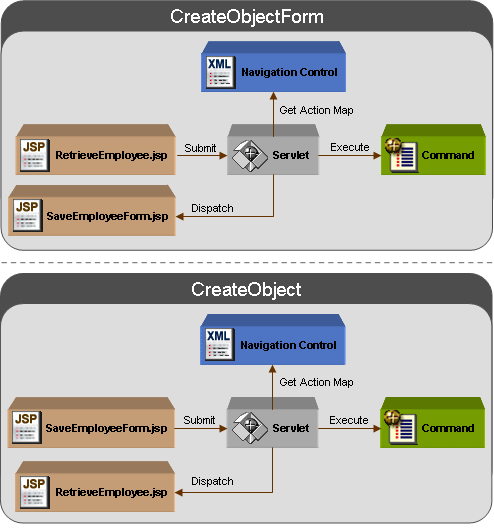 CreateObjectForm
XML
Navigation Control
Get Action Map
JSP
RetrieveEmployee.jsp
Submit
Servlet
Execute
Command
JSP
SaveEmployeeForm.jsp
Dispatch
CreateObject
XML
Navigation Control
Get Action Map
JSP
SaveEmployeeForm.jsp
Submit
Servlet
Execute
Command
JSP
RetrieveEmployee.jsp
Dispatch